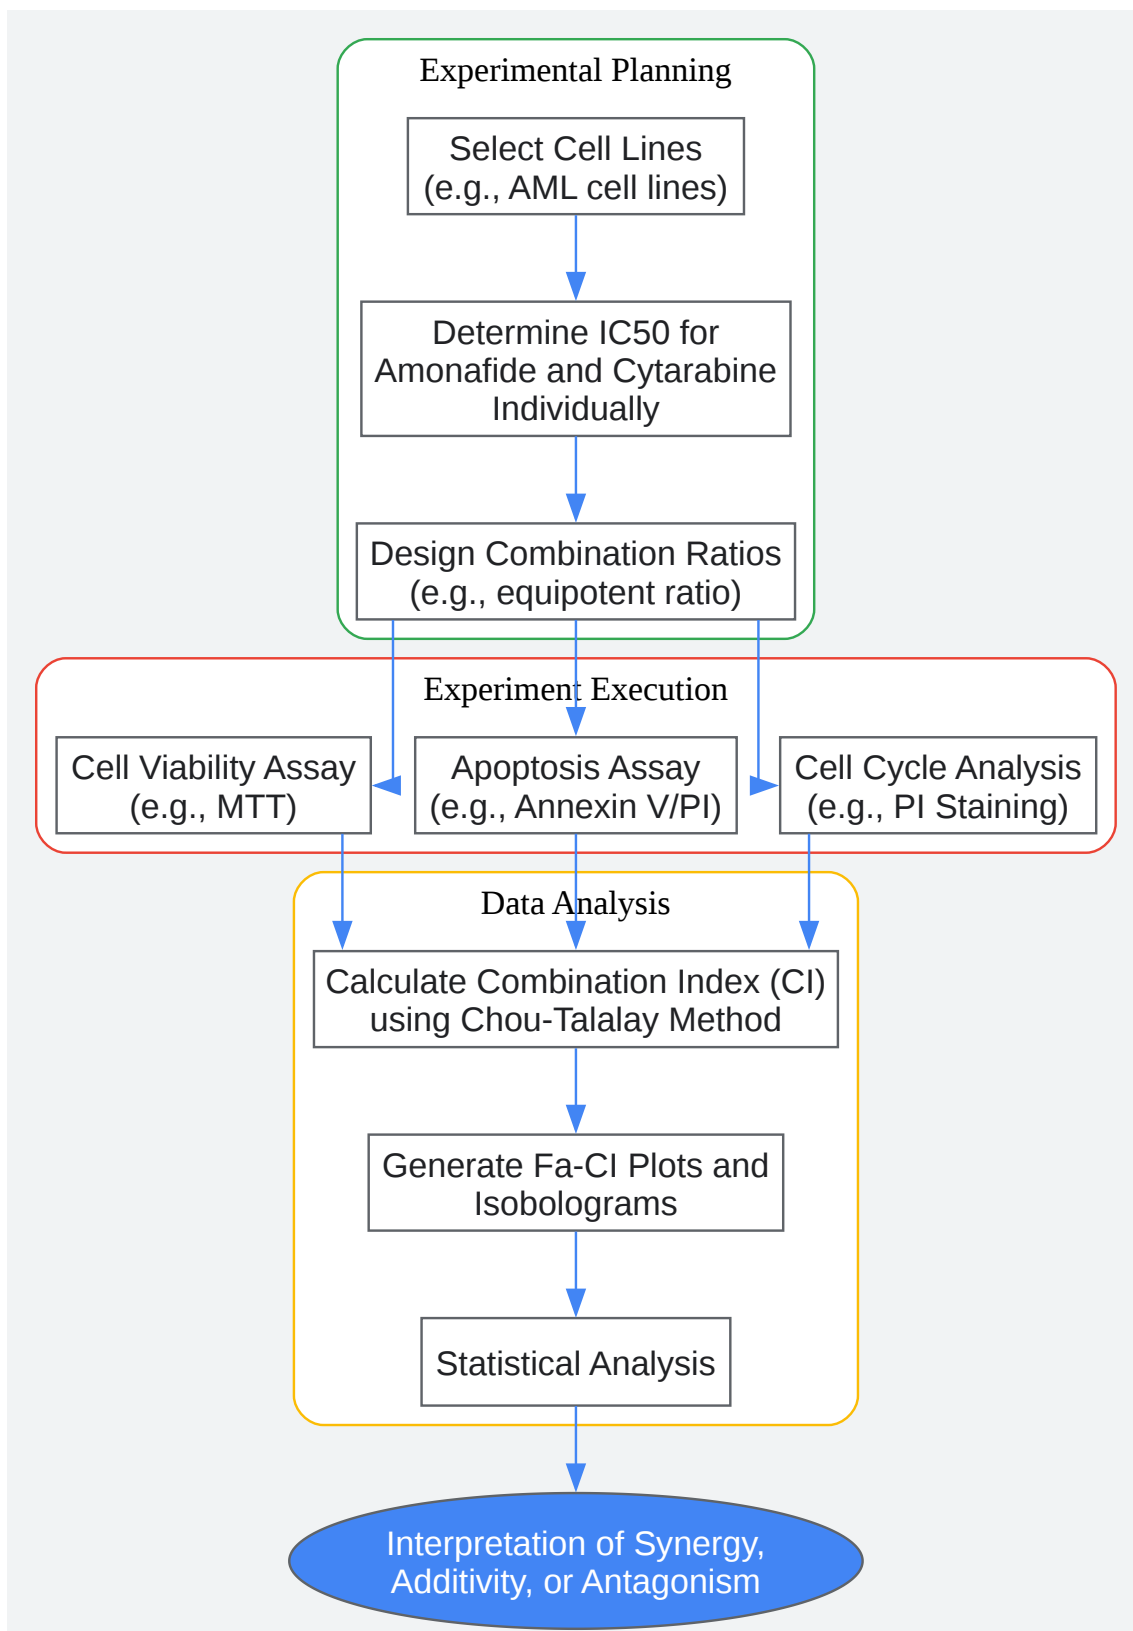 Experimental Planning
Select Cell Lines
(e.g., AML cell lines)
Determine IC50 for
Amonafide and Cytarabine
Individually
Design Combination Ratios
(e.g., equipotent ratio)
Experiment Execution
Cell Viability Assay
(e.g., MTT)
Apoptosis Assay
(e.g., Annexin V/PI)
Cell Cycle Analysis
(e.g., PI Staining)
Data Analysis
Calculate Combination Index (CI)
using Chou-Talalay Method
Generate Fa-CI Plots and
Isobolograms
Statistical Analysis
Interpretation of Synergy,
Additivity, or Antagonism